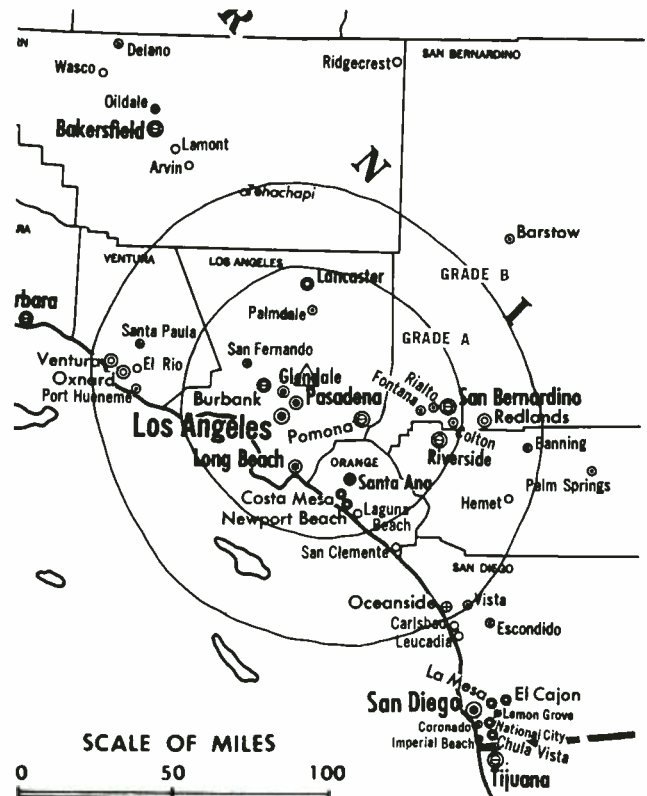 R
RN
Delano
Wasco
Ridgecrest
SAN BERNARDINO
Oildale
Bakersfield
Lamont
Arvin
N
Tehachapi
RA
VENTURA
LOS ANGELES
Barstow
GRADE B
I
Lancaster
Palmdale
rbara
Santa Paula
GRADE A
San Fernando
Ventura
El Rio
Oxnard
Port Hueneme
Glendale
Burbank
Pasadena
Fontana
Rialto
San Bernardino
Redlands
Los Angeles
Pomona
Colton
Banning
Riverside
Long Beach
ORANGE
Santa Ana
Palm Springs
Costa Mesa
Hemet
Newport Beach
Laguna
Beach
San Clemente
SAN DIEGO
Oceanside
Vista
Carlsbad
Escondido
Leucadia
La Mesa
El Cajon
San Diego
Lemon Grove
Coronado
National City
Imperial Beach
Chula Vista
Tijuana
SCALE OF MILES
0 50 100